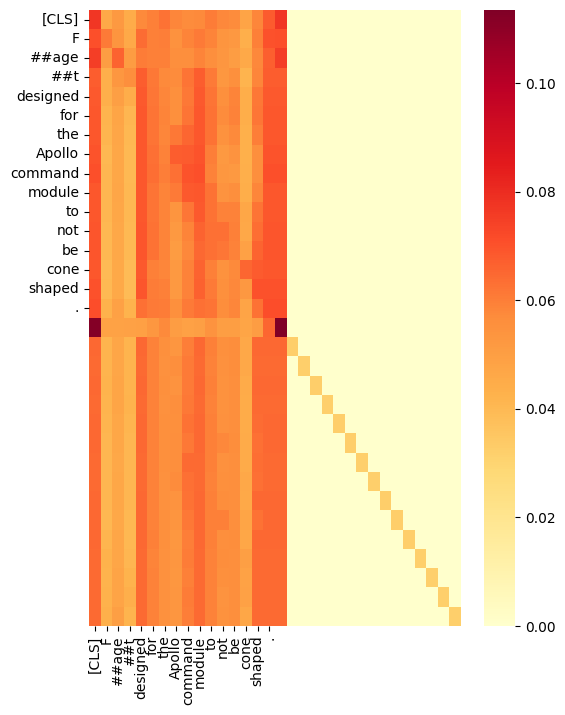 [CLS]
F
##age
##t
designed
for
the
Apollo
command
module
to
not
be
cone
shaped
.
[CLS]
F
##age
##t
designed
for
the
Apollo
command
module
to
not
be
cone
shaped
.
0.10
0.08
0.06
0.04
0.02
0.00